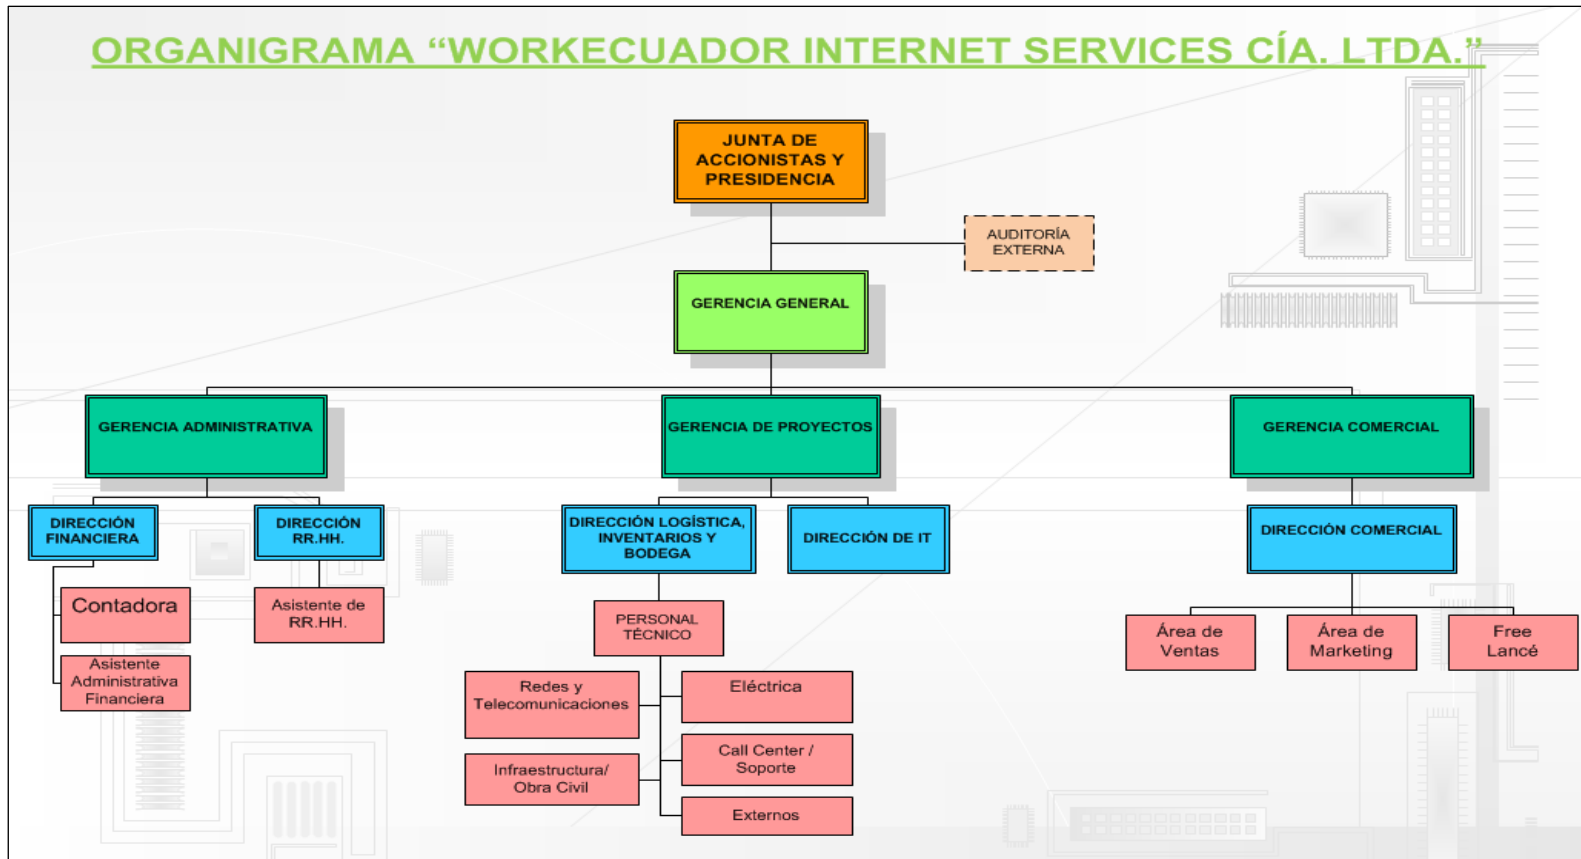 ORGANIGRAMA “WORKECUADOR INTERNET SERVICES CÍA. LTDA.”
JUNTA DE
ACCIONISTAS Y
PRESIDENCIA
AUDITORÍA
EXTERNA
GERENCIA GENERAL
GERENCIA ADMINISTRATIVA
GERENCIA DE PROYECTOS
GERENCIA COMERCIAL
DIRECCIÓN
FINANCIERA
DIRECCIÓN
RR.HH.
DIRECCIÓN LOGÍSTICA,
INVENTARIOS Y
BODEGA
DIRECCIÓN DE IT
DIRECCIÓN COMERCIAL
Contadora
Asistente de
RR.HH.
PERSONAL
TÉCNICO
Área de
Ventas
Área de
Marketing
Free
Lancé
Asistente
Administrativa
Financiera
Redes y
Telecomunicaciones
Eléctrica
Infraestructura/
Obra Civil
Call Center /
Soporte
Externos